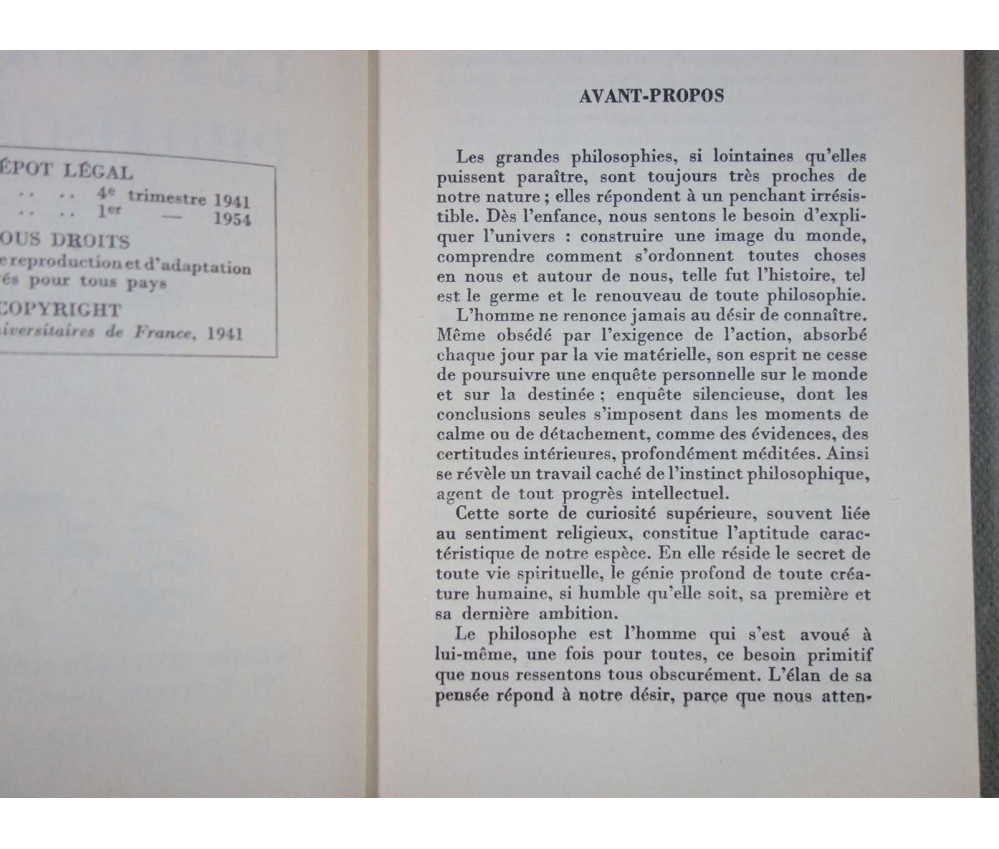 ÉPOT LÉGAL
.. .. 4e trimestre 1941
.. .. 1er — 1954
OUS DROITS
e reproduction et d'adaptation
és pour tous pays
COPYRIGHT
niversitaires de France, 1941
AVANT-PROPOS
Les grandes philosophies, si lointaines qu'elles
puissent paraître, sont toujours très proches de
notre nature ; elles répondent à un penchant irrésis-
tible. Dès l'enfance, nous sentons le besoin d'expli-
quer l'univers : construire une image du monde,
comprendre comment s'ordonnent toutes choses
en nous et autour de nous, telle fut l'histoire, tel
est le germe et le renouveau de toute philosophie.
L'homme ne renonce jamais au désir de connaître.
Même obsédé par l'exigence de l'action, absorbé
chaque jour par la vie matérielle, son esprit ne cesse
de poursuivre une enquête personnelle sur le monde
et sur la destinée ; enquête silencieuse, dont les
conclusions seules s'imposent dans les moments de
calme ou de détachement, comme des évidences, des
certitudes intérieures, profondément méditées. Ainsi
se révèle un travail caché de l'instinct philosophique,
agent de tout progrès intellectuel.
Cette sorte de curiosité supérieure, souvent liée
au sentiment religieux, constitue l'aptitude carac-
téristique de notre espèce. En elle réside le secret de
toute vie spirituelle, le génie profond de toute créa-
ture humaine, si humble qu'elle soit, sa première et
sa dernière ambition.
Le philosophe est l'homme qui s'est avoué à
lui-même, une fois pour toutes, ce besoin primitif
que nous ressentons tous obscurément. L'élan de sa
pensée répond à notre désir, parce que nous atten-